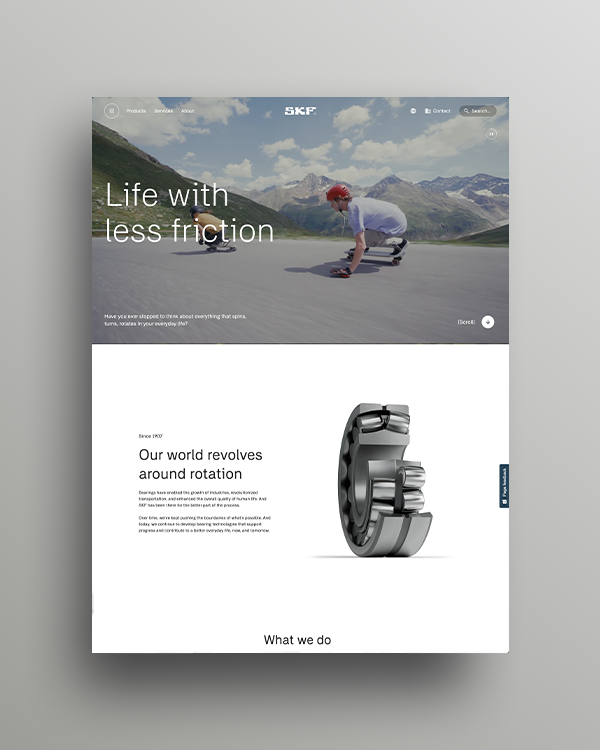 Products Services About
SKF
Contact
Search...
Life with
less friction
Have you ever stopped to think about everything that spins,
turns, rotates in your everyday life?
(Scroll)
Since 1907
Our world revolves
around rotation
Bearings have enabled the growth of industries, revolutionized
transportation, and enhanced the overall quality of human life. And
SKF has been there for the better part of the process.
Over time, we've kept pushing the boundaries of what's possible. And
today, we continue to develop bearing technologies that support
progress and contribute to a better everyday life, now, and tomorrow.
Page feedback
What we do